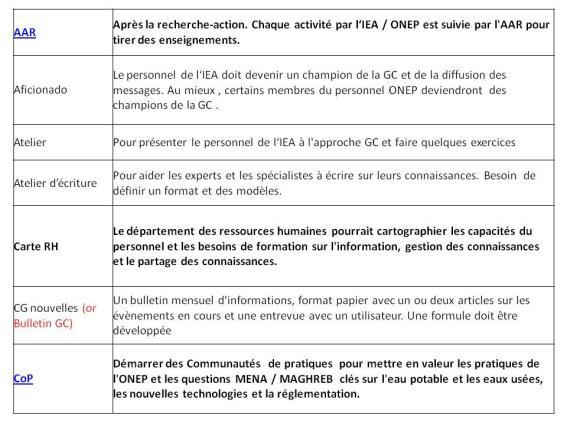 AAR
Après la recherche-action. Chaque activité par l'IEA / ONEP est suivie par l'AAR pour
tirer des enseignements.
Aficionado
Le personnel de l'IEA doit devenir un champion de la GC et de la diffusion des
messages. Au mieux , certains membres du personnel ONEP deviendront des
champions de la GC .
Atelier
Pour présenter le personnel de l'IEA à l'approche GC et faire quelques exercices
Atelier d'écriture
Pour aider les experts et les spécialistes à écrire sur leurs connaissances. Besoin de
définir un format et des modèles.
Carte RH
Le département des ressources humaines pourrait cartographier les capacités du
personnel et les besoins de formation sur l'information, gestion des connaissances
et le partage des connaissances.
CG nouvelles (or
Bulletin GC)
Un bulletin mensuel d'informations, format papier avec un ou deux articles sur les
évènements en cours et une entrevue avec un utilisateur. Une formule doit être
développée
CoP
Démarrer des Communautés de pratiques pour mettre en valeur les pratiques de
l'ONEP et les questions MENA / MAGHREB clés sur l'eau potable et les eaux usées,
les nouvelles technologies et la réglementation.